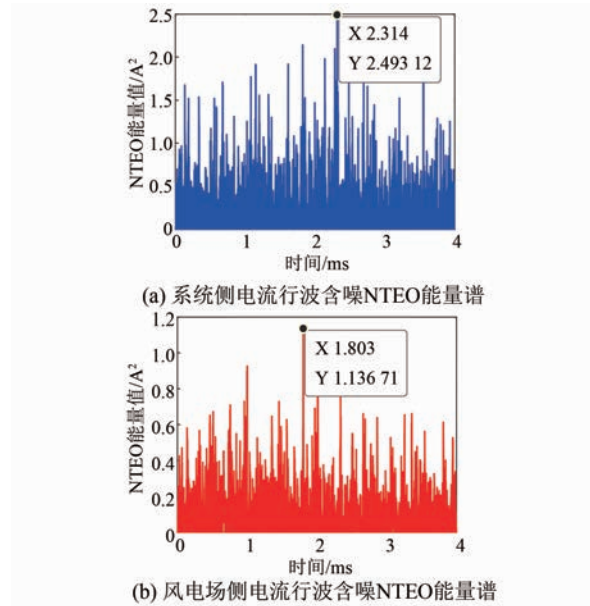 2.5
2.0
1.5
1.0
0.5
0
NTEO能量值/A²
X 2.314
Y 2.493 12
0 1 2 3 4
时间/ms
(a) 系统侧电流行波含噪NTEO能量谱
1.2
1.0
0.8
0.6
0.4
0.2
0
NTEO能量值/A²
X 1.803
Y 1.136 71
0 1 2 3 4
时间/ms
(b) 风电场侧电流行波含噪NTEO能量谱